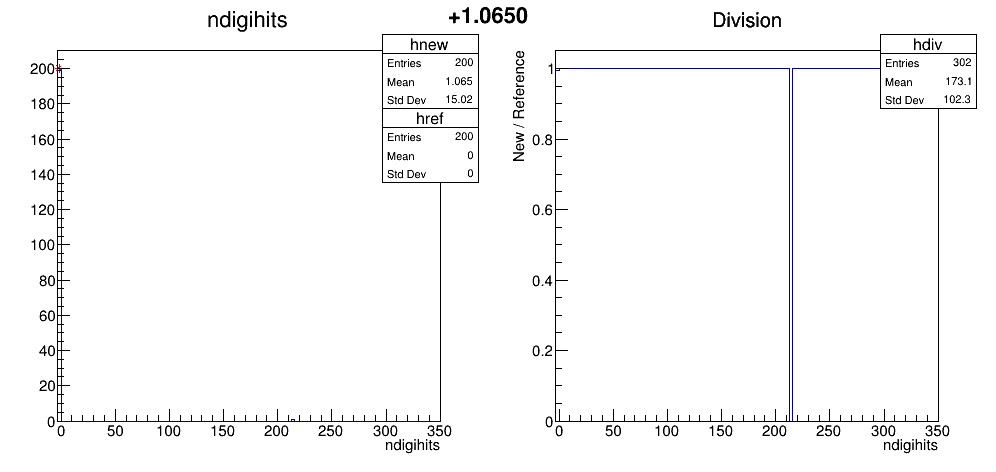 ndigihits
+1.0650
hnew
Entries 200
Mean 1.065
Std Dev 15.02
href
Entries 200
Mean 0
Std Dev 0
200
180
160
140
120
100
80
60
40
20
0
0 50 100 150 200 250 300 350
ndigihits
Division
hdiv
Entries 302
Mean 173.1
Std Dev 102.3
New / Reference
1
0.8
0.6
0.4
0.2
0
0 50 100 150 200 250 300 350
ndigihits